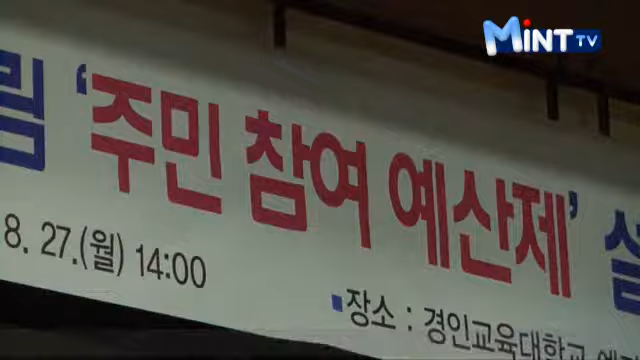 MINT TV
림 '주민 참여 예산제' 설
8. 27.(월) 14:00
장소 : 경인교육대학교